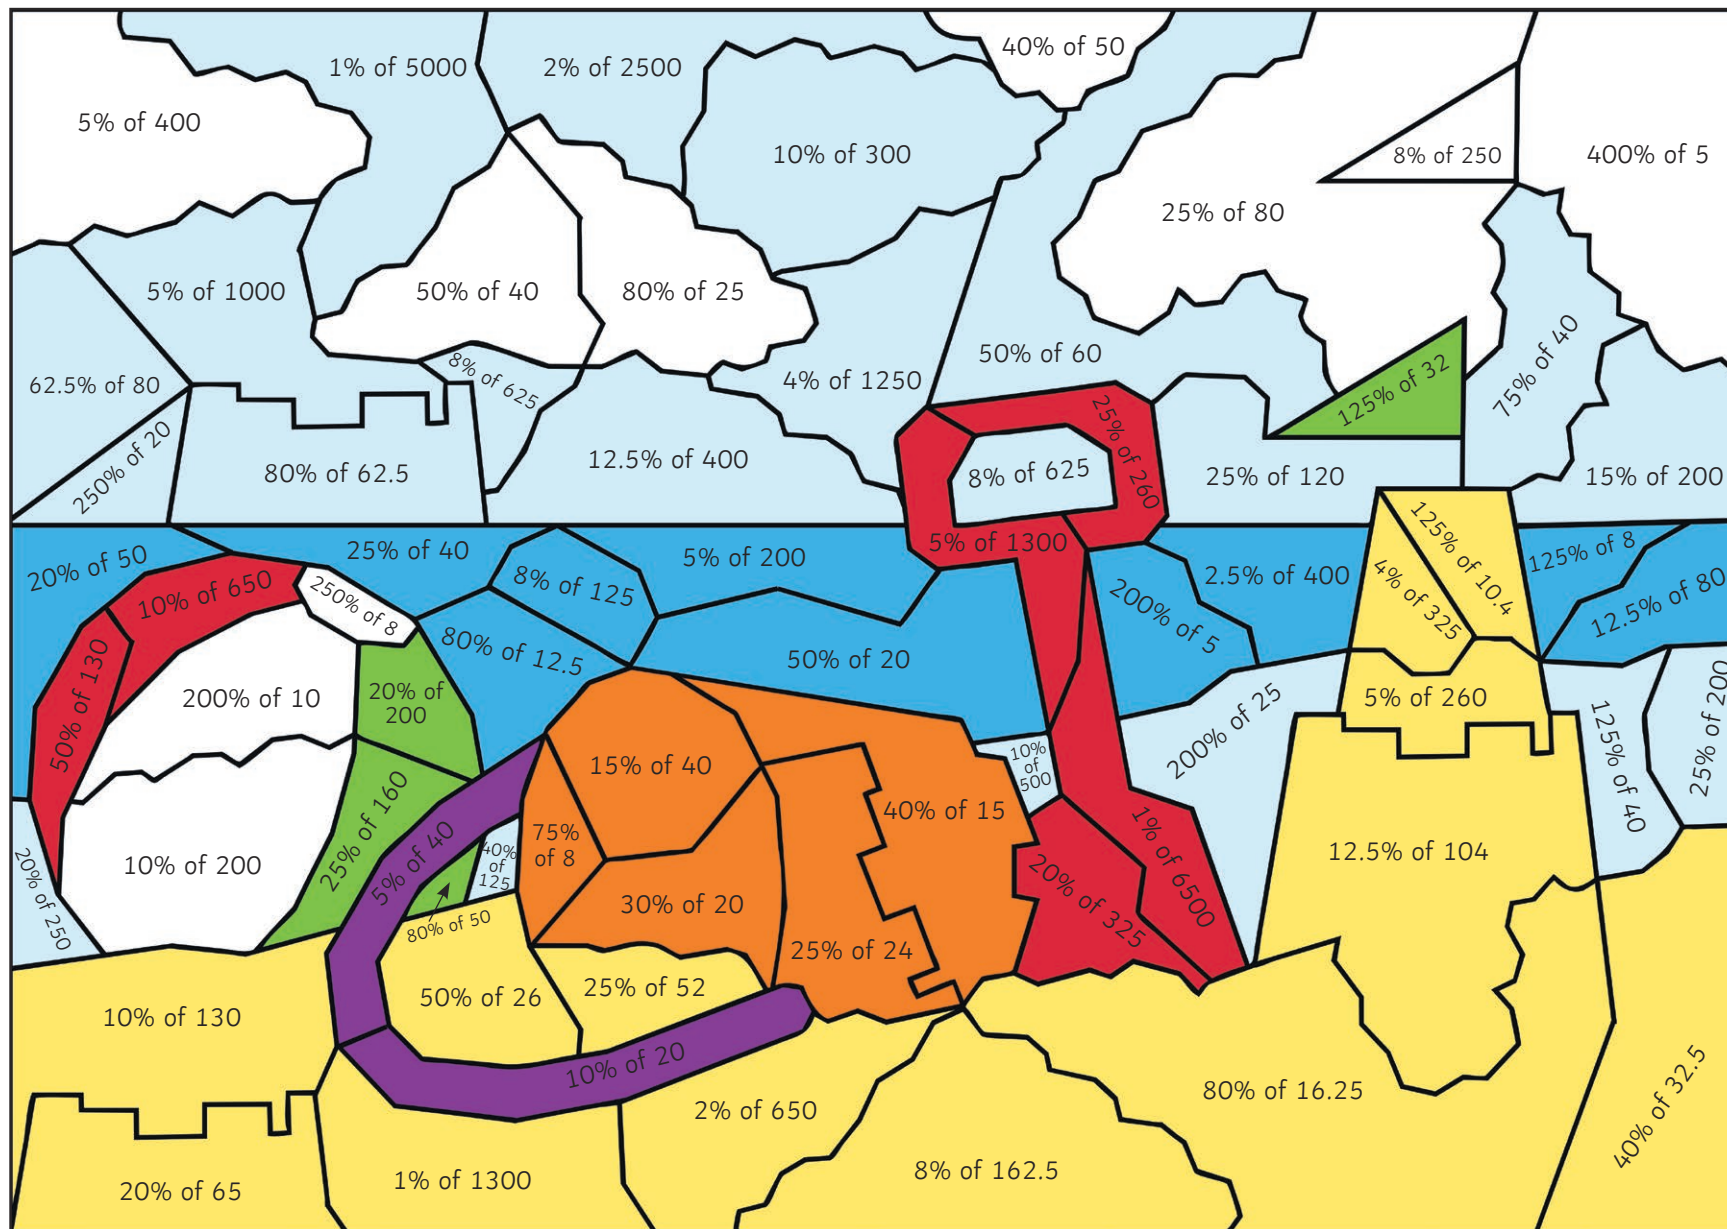 1% of 5000
2% of 2500
40% of 50
5% of 400
10% of 300
8% of 250
400% of 5
25% of 80
5% of 1000
50% of 40
80% of 25
50% of 60
75% of 40
62.5% of 80
8% of 625
4% of 1250
125% of 32
25% of 260
250% of 20
80% of 62.5
12.5% of 400
8% of 625
25% of 120
15% of 200
20% of 50
25% of 40
5% of 200
5% of 1300
125% of 10.4
125% of 8
10% of 650
250% of 8
8% of 125
200% of 5
2.5% of 400
4% of 325
12.5% of 80
50% of 130
200% of 10
20% of
200
80% of 12.5
50% of 20
5% of 260
200% of 25
125% of 40
25% of 200
15% of 40
10%
of
500
25% of 160
5% of 40
75%
of 8
40% of 15
1% of 6500
12.5% of 104
10% of 200
40%
of
125
20% of 250
80% of 50
30% of 20
25% of 24
20% of 325
10% of 130
50% of 26
25% of 52
10% of 20
2% of 650
80% of 16.25
40% of 32.5
20% of 65
1% of 1300
8% of 162.5